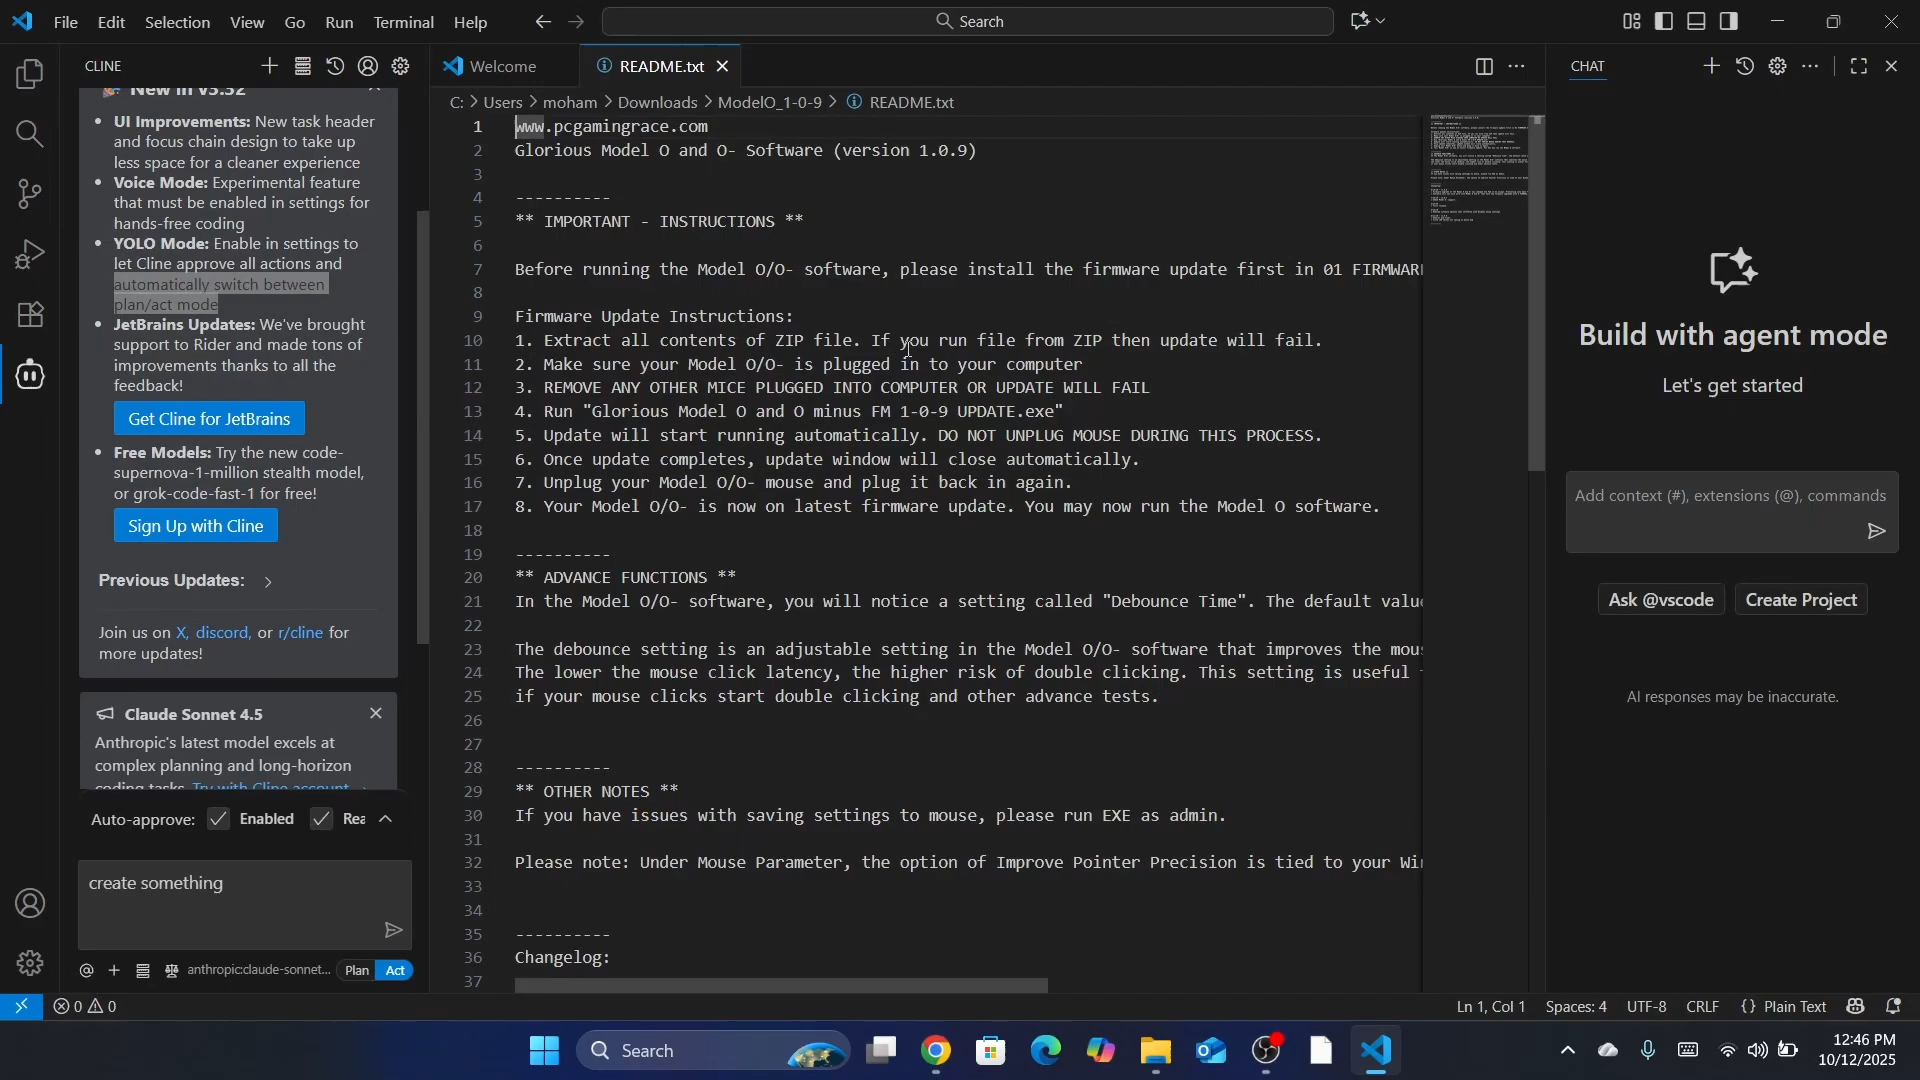 File Edit Selection View Go Run Terminal Help
Search
CLINE
New in v3.32
UI Improvements: New task header
and focus chain design to take up
less space for a cleaner experience
Voice Mode: Experimental feature
that must be enabled in settings for
hands-free coding
YOLO Mode: Enable in settings to
let Cline approve all actions and
automatically switch between
plan/act mode
JetBrains Updates: We've brought
support to Rider and made tons of
improvements thanks to all the
feedback!
Get Cline for JetBrains
Free Models: Try the new code-
supernova-1-million stealth model,
or grok-code-fast-1 for free!
Sign Up with Cline
Previous Updates:
Join us on X, discord, or r/cline for
more updates!
Claude Sonnet 4.5
Anthropic's latest model excels at
complex planning and long-horizon
coding tasks. Try with Cline account
Auto-approve: Enabled Rea
create something
anthropic:claude-sonnet... Plan Act
Welcome README.txt
C: > Users > moham > Downloads > ModelO_1-0-9 > README.txt
1 www.pcgamingrace.com
2 Glorious Model O and O- Software (version 1.0.9)
3
4 ----------
5 ** IMPORTANT - INSTRUCTIONS **
6
7 Before running the Model O/O- software, please install the firmware update first in 01 FIRMWAR
8
9 Firmware Update Instructions:
10 1. Extract all contents of ZIP file. If you run file from ZIP then update will fail.
11 2. Make sure your Model O/O- is plugged in to your computer
12 3. REMOVE ANY OTHER MICE PLUGGED INTO COMPUTER OR UPDATE WILL FAIL
13 4. Run "Glorious Model O and O minus FM 1-0-9 UPDATE.exe"
14 5. Update will start running automatically. DO NOT UNPLUG MOUSE DURING THIS PROCESS.
15 6. Once update completes, update window will close automatically.
16 7. Unplug your Model O/O- mouse and plug it back in again.
17 8. Your Model O/O- is now on latest firmware update. You may now run the Model O software.
18
19 ----------
20 ** ADVANCE FUNCTIONS **
21 In the Model O/O- software, you will notice a setting called "Debounce Time". The default valu
22
23 The debounce setting is an adjustable setting in the Model O/O- software that improves the mou
24 The lower the mouse click latency, the higher risk of double clicking. This setting is useful
25 if your mouse clicks start double clicking and other advance tests.
26
27
28 ----------
29 ** OTHER NOTES **
30 If you have issues with saving settings to mouse, please run EXE as admin.
31
32 Please note: Under Mouse Parameter, the option of Improve Pointer Precision is tied to your Wi
33
34
35 ----------
36 Changelog:
37
CHAT
Build with agent mode
Let's get started
Add context (#), extensions (@), commands
Ask @vscode Create Project
AI responses may be inaccurate.
0 0
Ln 1, Col 1 Spaces: 4 UTF-8 CRLF {} Plain Text
Search
12:46 PM
10/12/2025